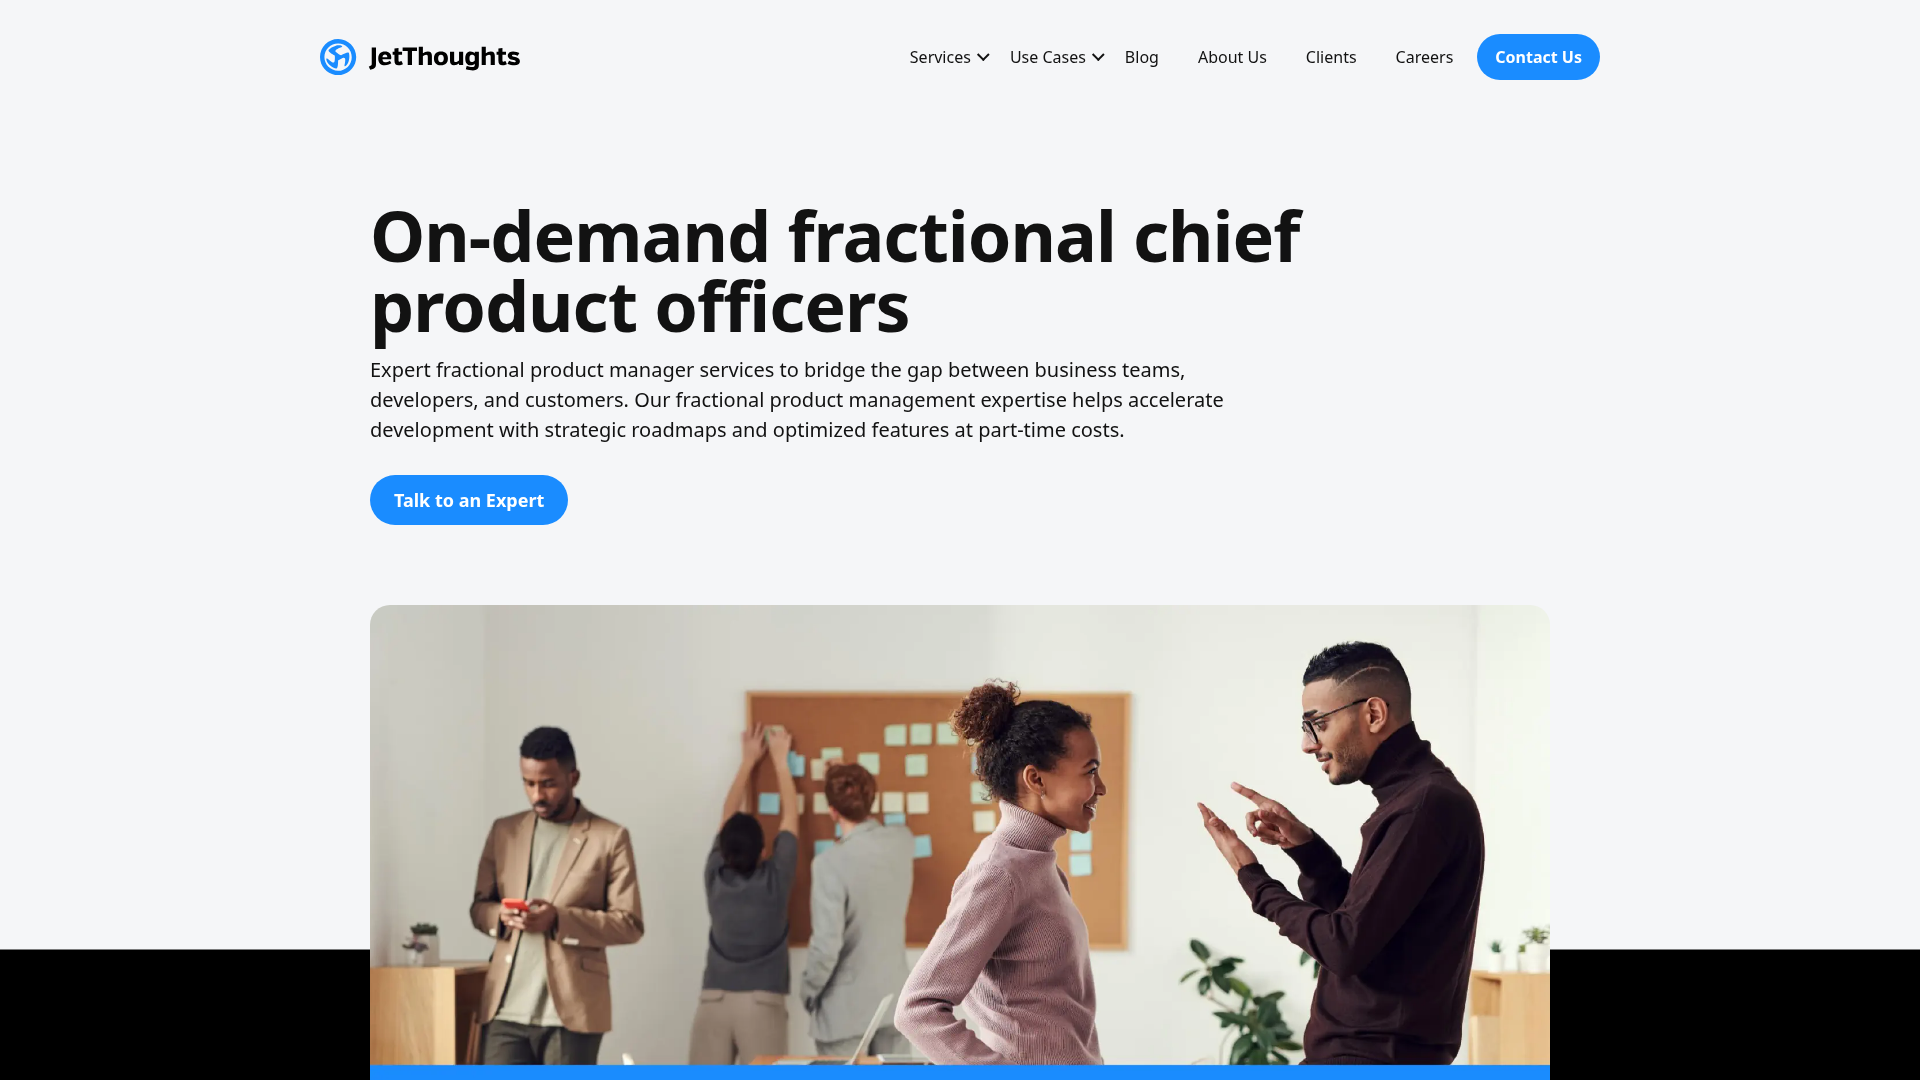 JetThoughts
Services
Use Cases
Blog
About Us
Clients
Careers
Contact Us
On-demand fractional chief
product officers
Expert fractional product manager services to bridge the gap between business teams,
developers, and customers. Our fractional product management expertise helps accelerate
development with strategic roadmaps and optimized features at part-time costs.
Talk to an Expert